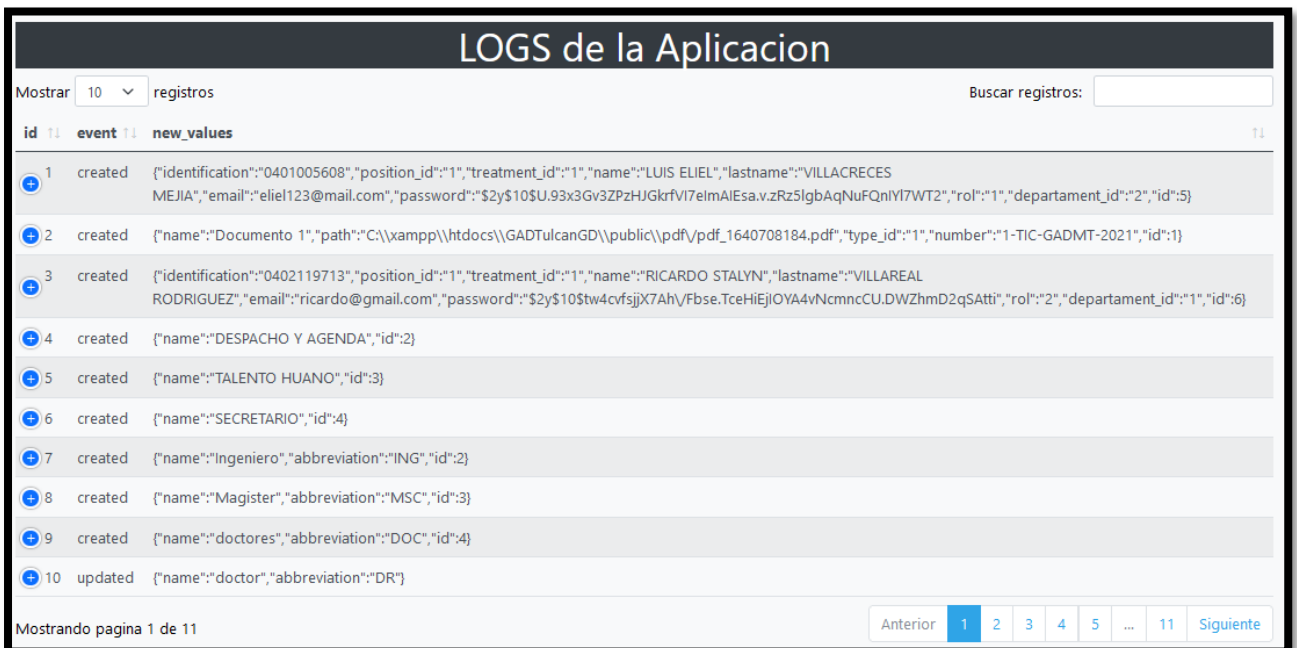 LOGS de la Aplicacion
Mostrar 10 registros Buscar registros:
id event new_values
1 created {"identification":"0401005608","position_id":"1","treatment_id":"1","name":"LUIS ELIEL","lastname":"VILLACRECES
MEJIA","email":"eliel123@mail.com","password":"$2y$10$U.93x3Gv3ZPzHJGkrfVI7eImAIEsa.v.zRz5lgbAqNuFQnIYl7WT2","rol":"1","departament_id":"2","id":5}
2 created {"name":"Documento 1","path":"C:\\xampp\\htdocs\\GADTulcanGD\\public\\pdf\/pdf_1640708184.pdf","type_id":"1","number":"1-TIC-GADMT-2021","id":1}
3 created {"identification":"0402119713","position_id":"1","treatment_id":"1","name":"RICARDO STALYN","lastname":"VILLAREAL
RODRIGUEZ","email":"ricardo@gmail.com","password":"$2y$10$tw4cvfsjjX7Ah\/Fbse.TceHiEjIOYA4vNcmncCU.DWZhmD2qSAtti","rol":"2","departament_id":"1","id":6}
4 created {"name":"DESPACHO Y AGENDA","id":2}
5 created {"name":"TALENTO HUANO","id":3}
6 created {"name":"SECRETARIO","id":4}
7 created {"name":"Ingeniero","abbreviation":"ING","id":2}
8 created {"name":"Magister","abbreviation":"MSC","id":3}
9 created {"name":"doctores","abbreviation":"DOC","id":4}
10 updated {"name":"doctor","abbreviation":"DR"}
Mostrando pagina 1 de 11 Anterior 1 2 3 4 5 ... 11 Siguiente